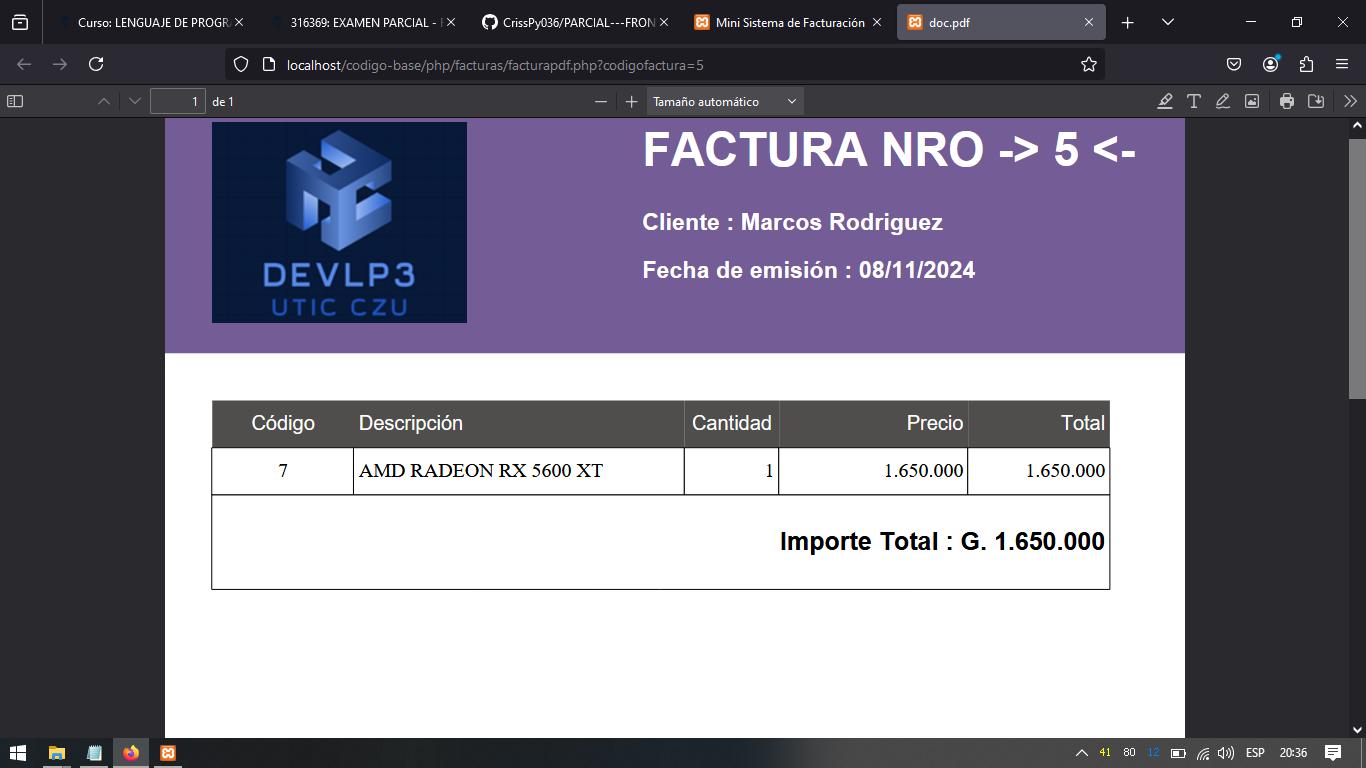 Curso: LENGUAJE DE PROGRA
316369: EXAMEN PARCIAL -
CrissPy036/PARCIAL---FRON
Mini Sistema de Facturación
doc.pdf
localhost/codigo-base/php/facturas/facturapdf.php?codigofactura=5
1 de 1
Tamaño automático
FACTURA NRO -> 5 <-
Cliente : Marcos Rodriguez
Fecha de emisión : 08/11/2024
DEVLP3
UTIC CZU
Código Descripción Cantidad Precio Total
7 AMD RADEON RX 5600 XT 1 1.650.000 1.650.000
Importe Total : G. 1.650.000
41 80 12 ESP 20:36